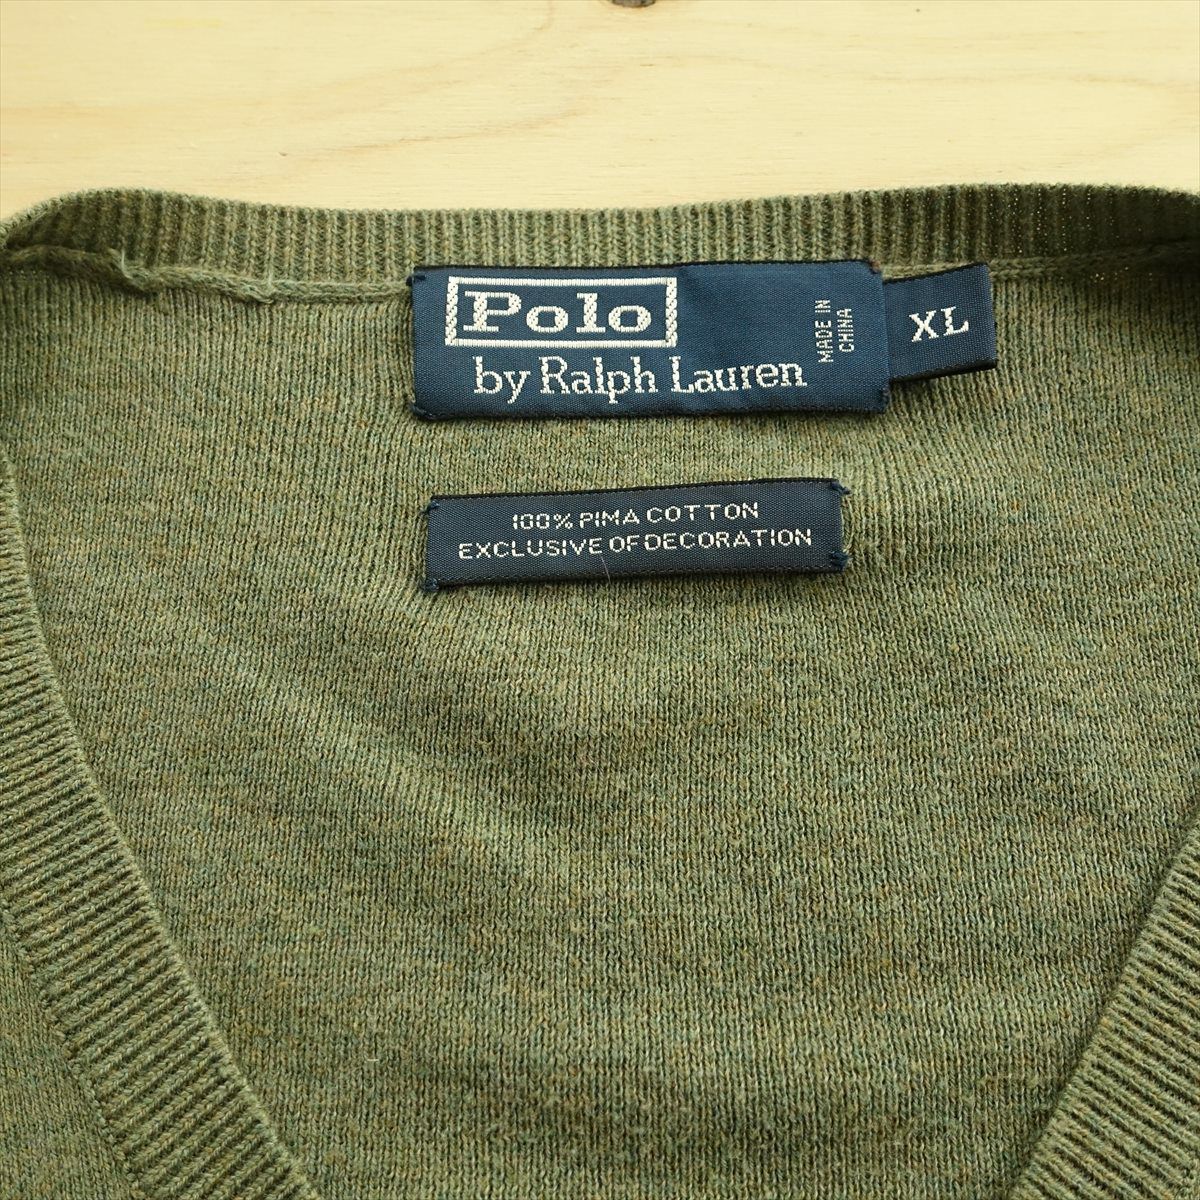 Polo
by Ralph Lauren
MADE IN
CHINA
XL
100% PIMA COTTON
EXCLUSIVE OF DECORATION